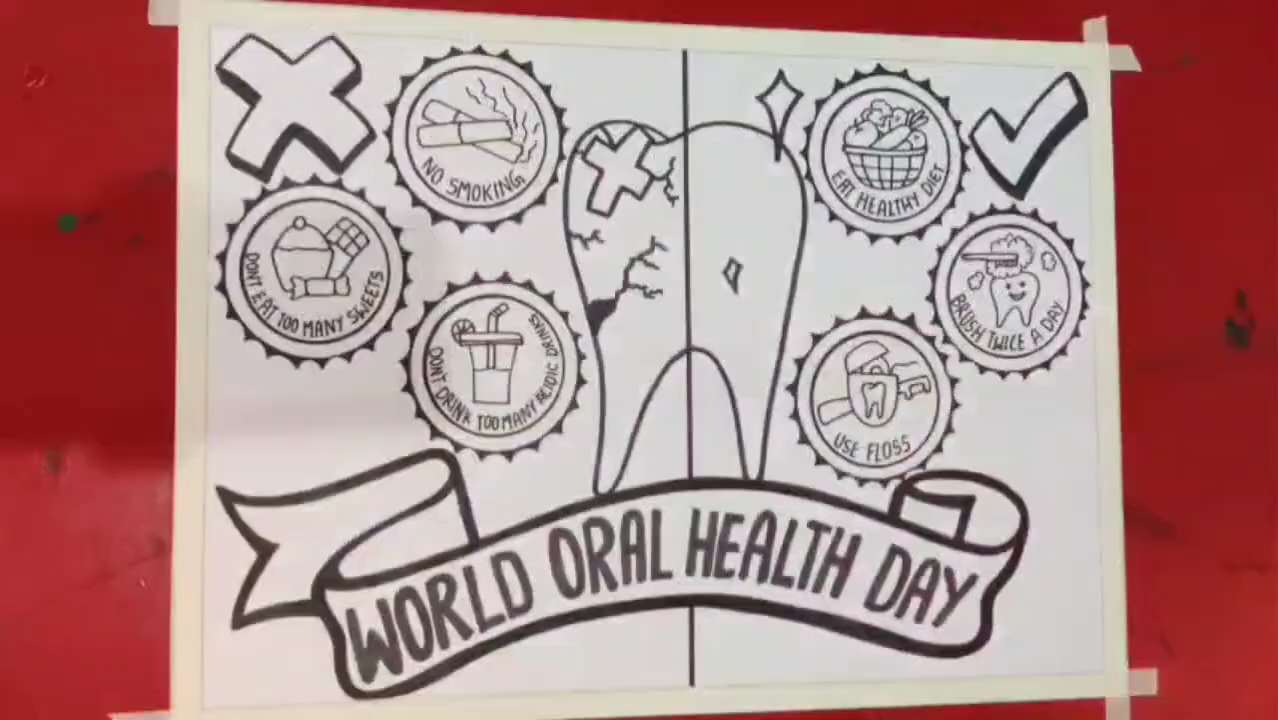 NO SMOKING
DONT EAT TOO MANY SWEETS
DON'T DRINK TOO MANY ACIDIC DRINKS
EAT HEALTHY DIET
BRUSH TWICE A DAY
USE FLOSS
WORLD ORAL HEALTH DAY